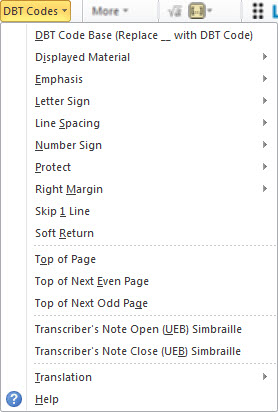 DBT Codes More
DBT Code Base (Replace __ with DBT Code)
Displayed Material
Emphasis
Letter Sign
Line Spacing
Number Sign
Protect
Right Margin
Skip 1 Line
Soft Return
Top of Page
Top of Next Even Page
Top of Next Odd Page
Transcriber's Note Open (UEB) Simbraille
Transcriber's Note Close (UEB) Simbraille
Translation
Help